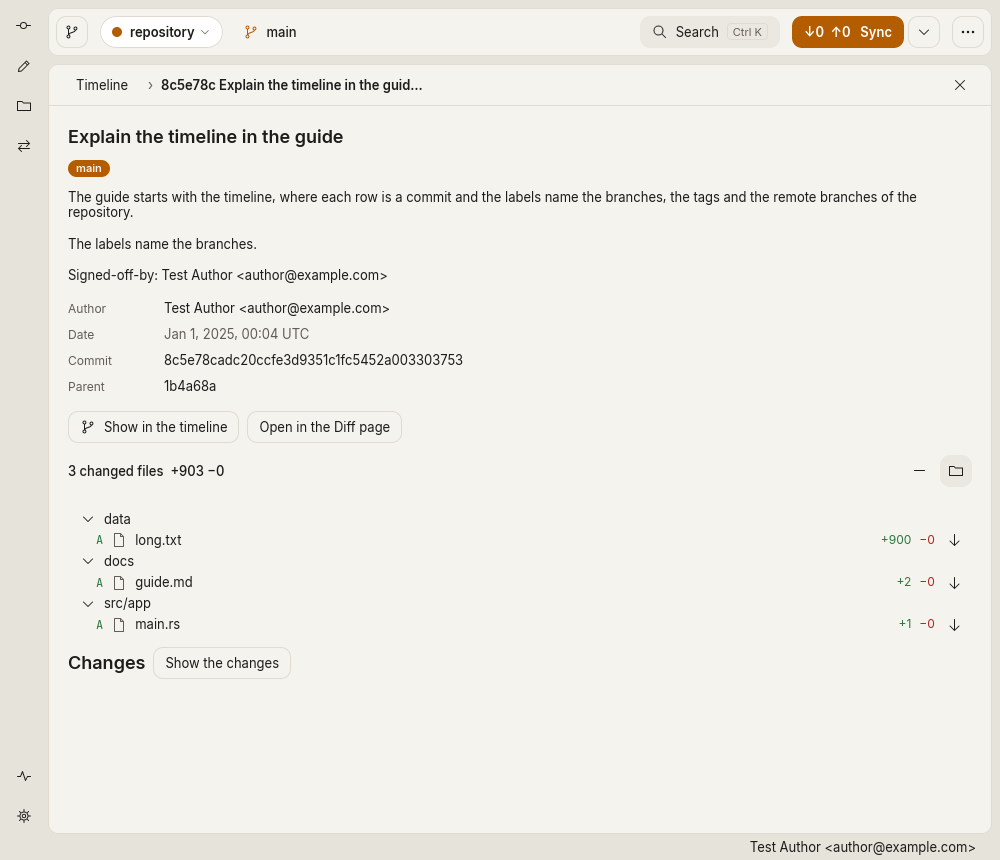 repository
main
Search Ctrl K
↓0 ↑0 Sync
Timeline › 8c5e78c Explain the timeline in the guid...
Explain the timeline in the guide
main
The guide starts with the timeline, where each row is a commit and the labels name the branches, the tags and the remote branches of the
repository.
The labels name the branches.
Signed-off-by: Test Author <author@example.com>
Author Test Author <author@example.com>
Date Jan 1, 2025, 00:04 UTC
Commit 8c5e78cadc20ccfe3d9351c1fc5452a003303753
Parent 1b4a68a
Show in the timeline
Open in the Diff page
3 changed files +903 −0
data
A long.txt +900 −0
docs
A guide.md +2 −0
src/app
A main.rs +1 −0
Changes Show the changes
Test Author <author@example.com>